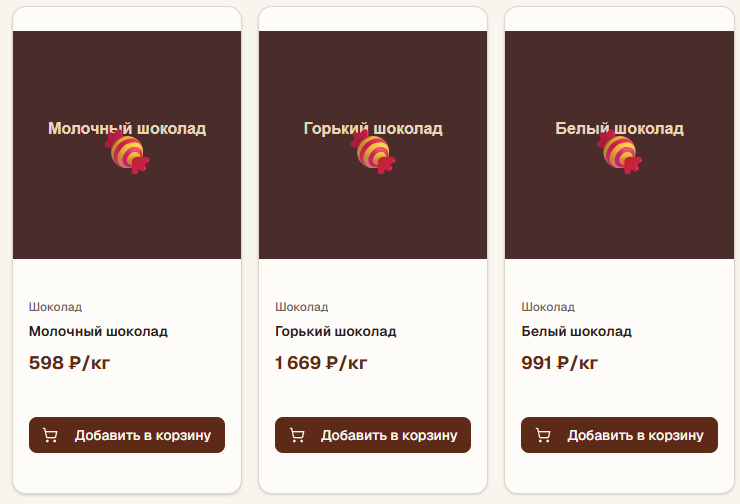 Молочный шоколад
Шоколад
Молочный шоколад
598 ₽/кг
Добавить в корзину
Горький шоколад
Шоколад
Горький шоколад
1 669 ₽/кг
Добавить в корзину
Белый шоколад
Шоколад
Белый шоколад
991 ₽/кг
Добавить в корзину